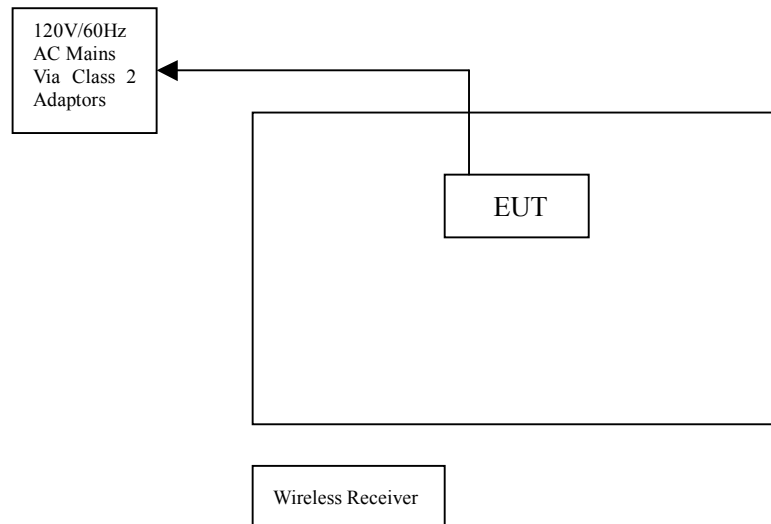 120V/60Hz
AC Mains
Via Class 2
Adaptors
EUT
Wireless Receiver